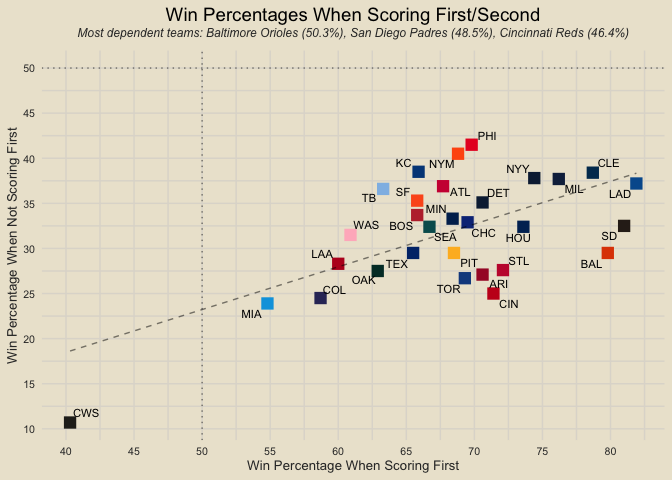 Win Percentages When Scoring First/Second
Most dependent teams: Baltimore Orioles (50.3%), San Diego Padres (48.5%), Cincinnati Reds (46.4%)
Win Percentage When Not Scoring First
50
45
40
35
30
25
20
15
10
PHI
NYM
KC
NYY
CLE
TB
SF
ATL
DET
MIL
LAD
MIN
WAS
BOS
SEA
CHC
HOU
SD
LAA
TEX
PIT
STL
BAL
OAK
ARI
TOR
COL
CIN
MIA
CWS
40
45
50
55
60
65
70
75
80
Win Percentage When Scoring First